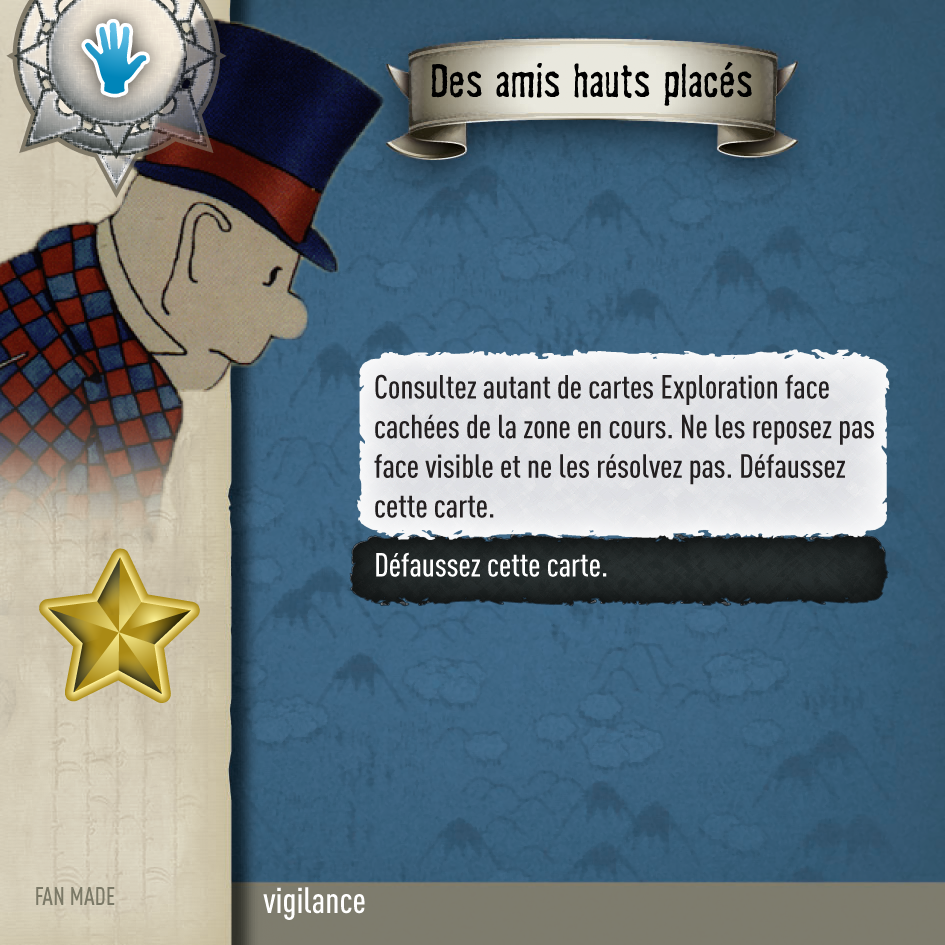 Des amis hauts placés
Consultez autant de cartes Exploration face
cachées de la zone en cours. Ne les reposez pas
face visible et ne les résolvez pas. Défaussez
cette carte.
Défaussez cette carte.
FAN MADE
vigilance